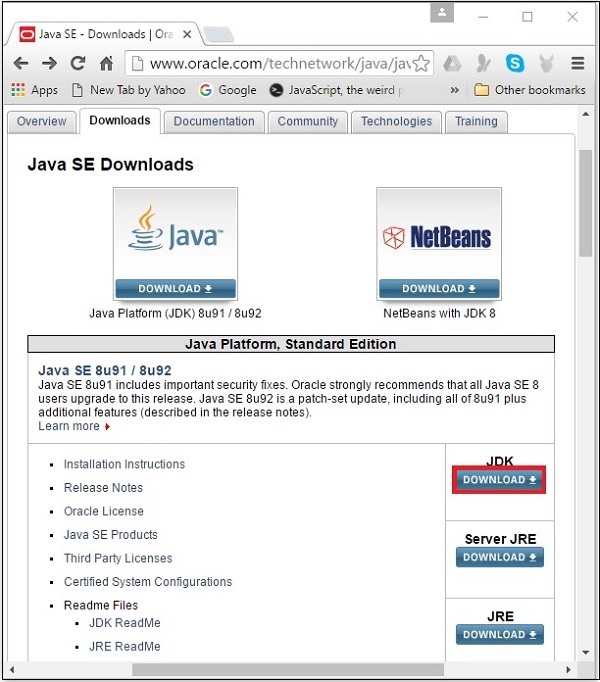 Java SE - Downloads | Ora
www.oracle.com/technetwork/java/jav
Apps New Tab by Yahoo Google JavaScript, the weird » Other bookmarks
Overview Downloads Documentation Community Technologies Training
Java SE Downloads
Java™ NetBeans
DOWNLOAD DOWNLOAD
Java Platform (JDK) 8u91 / 8u92 NetBeans with JDK 8
Java Platform, Standard Edition
Java SE 8u91 / 8u92
Java SE 8u91 includes important security fixes. Oracle strongly recommends that all Java SE 8
users upgrade to this release. Java SE 8u92 is a patch-set update, including all of 8u91 plus
additional features (described in the release notes).
Learn more
JDK
DOWNLOAD
Installation Instructions
Release Notes
Oracle License
Java SE Products
Third Party Licenses
Certified System Configurations
Readme Files
JDK ReadMe
JRE ReadMe
Server JRE
DOWNLOAD
JRE
DOWNLOAD